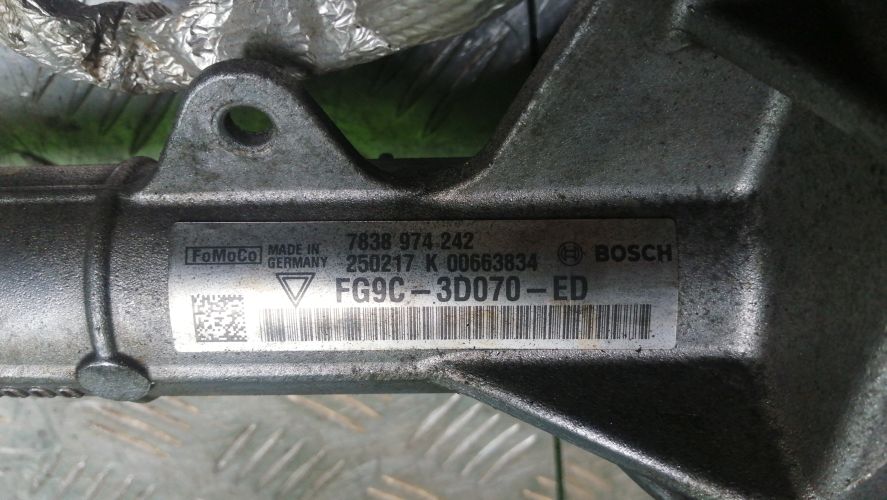 FoMoCo MADE IN GERMANY
7838 974 242
250217 K 00663834
BOSCH
FG9C-3D070-ED